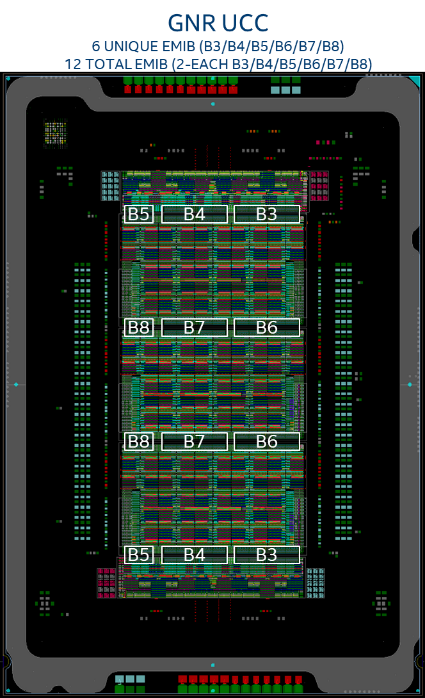 GNR UCC
6 UNIQUE EMIB (B3/B4/B5/B6/B7/B8)
12 TOTAL EMIB (2-EACH B3/B4/B5/B6/B7/B8)
B5 B4 B3
B8 B7 B6
B8 B7 B6
B5 B4 B3